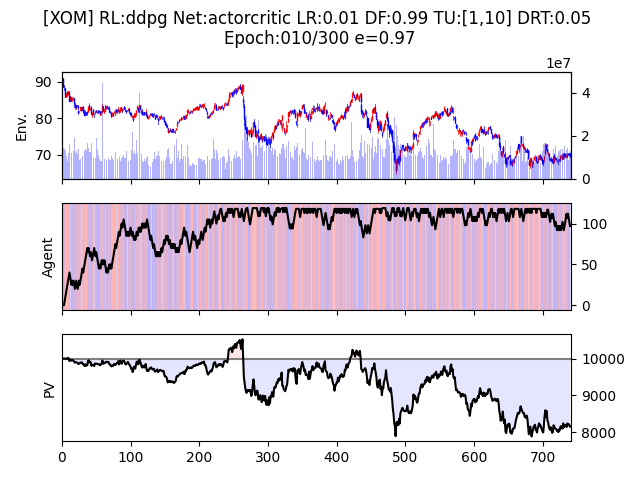 [XOM] RL:ddpg Net:actorcritic LR:0.01 DF:0.99 TU:[1,10] DRT:0.05
Epoch:010/300 e=0.97
1e7
90
80
70
Env.
4
2
0
Agent
100
50
0
PV
10000
9000
8000
0 100 200 300 400 500 600 700